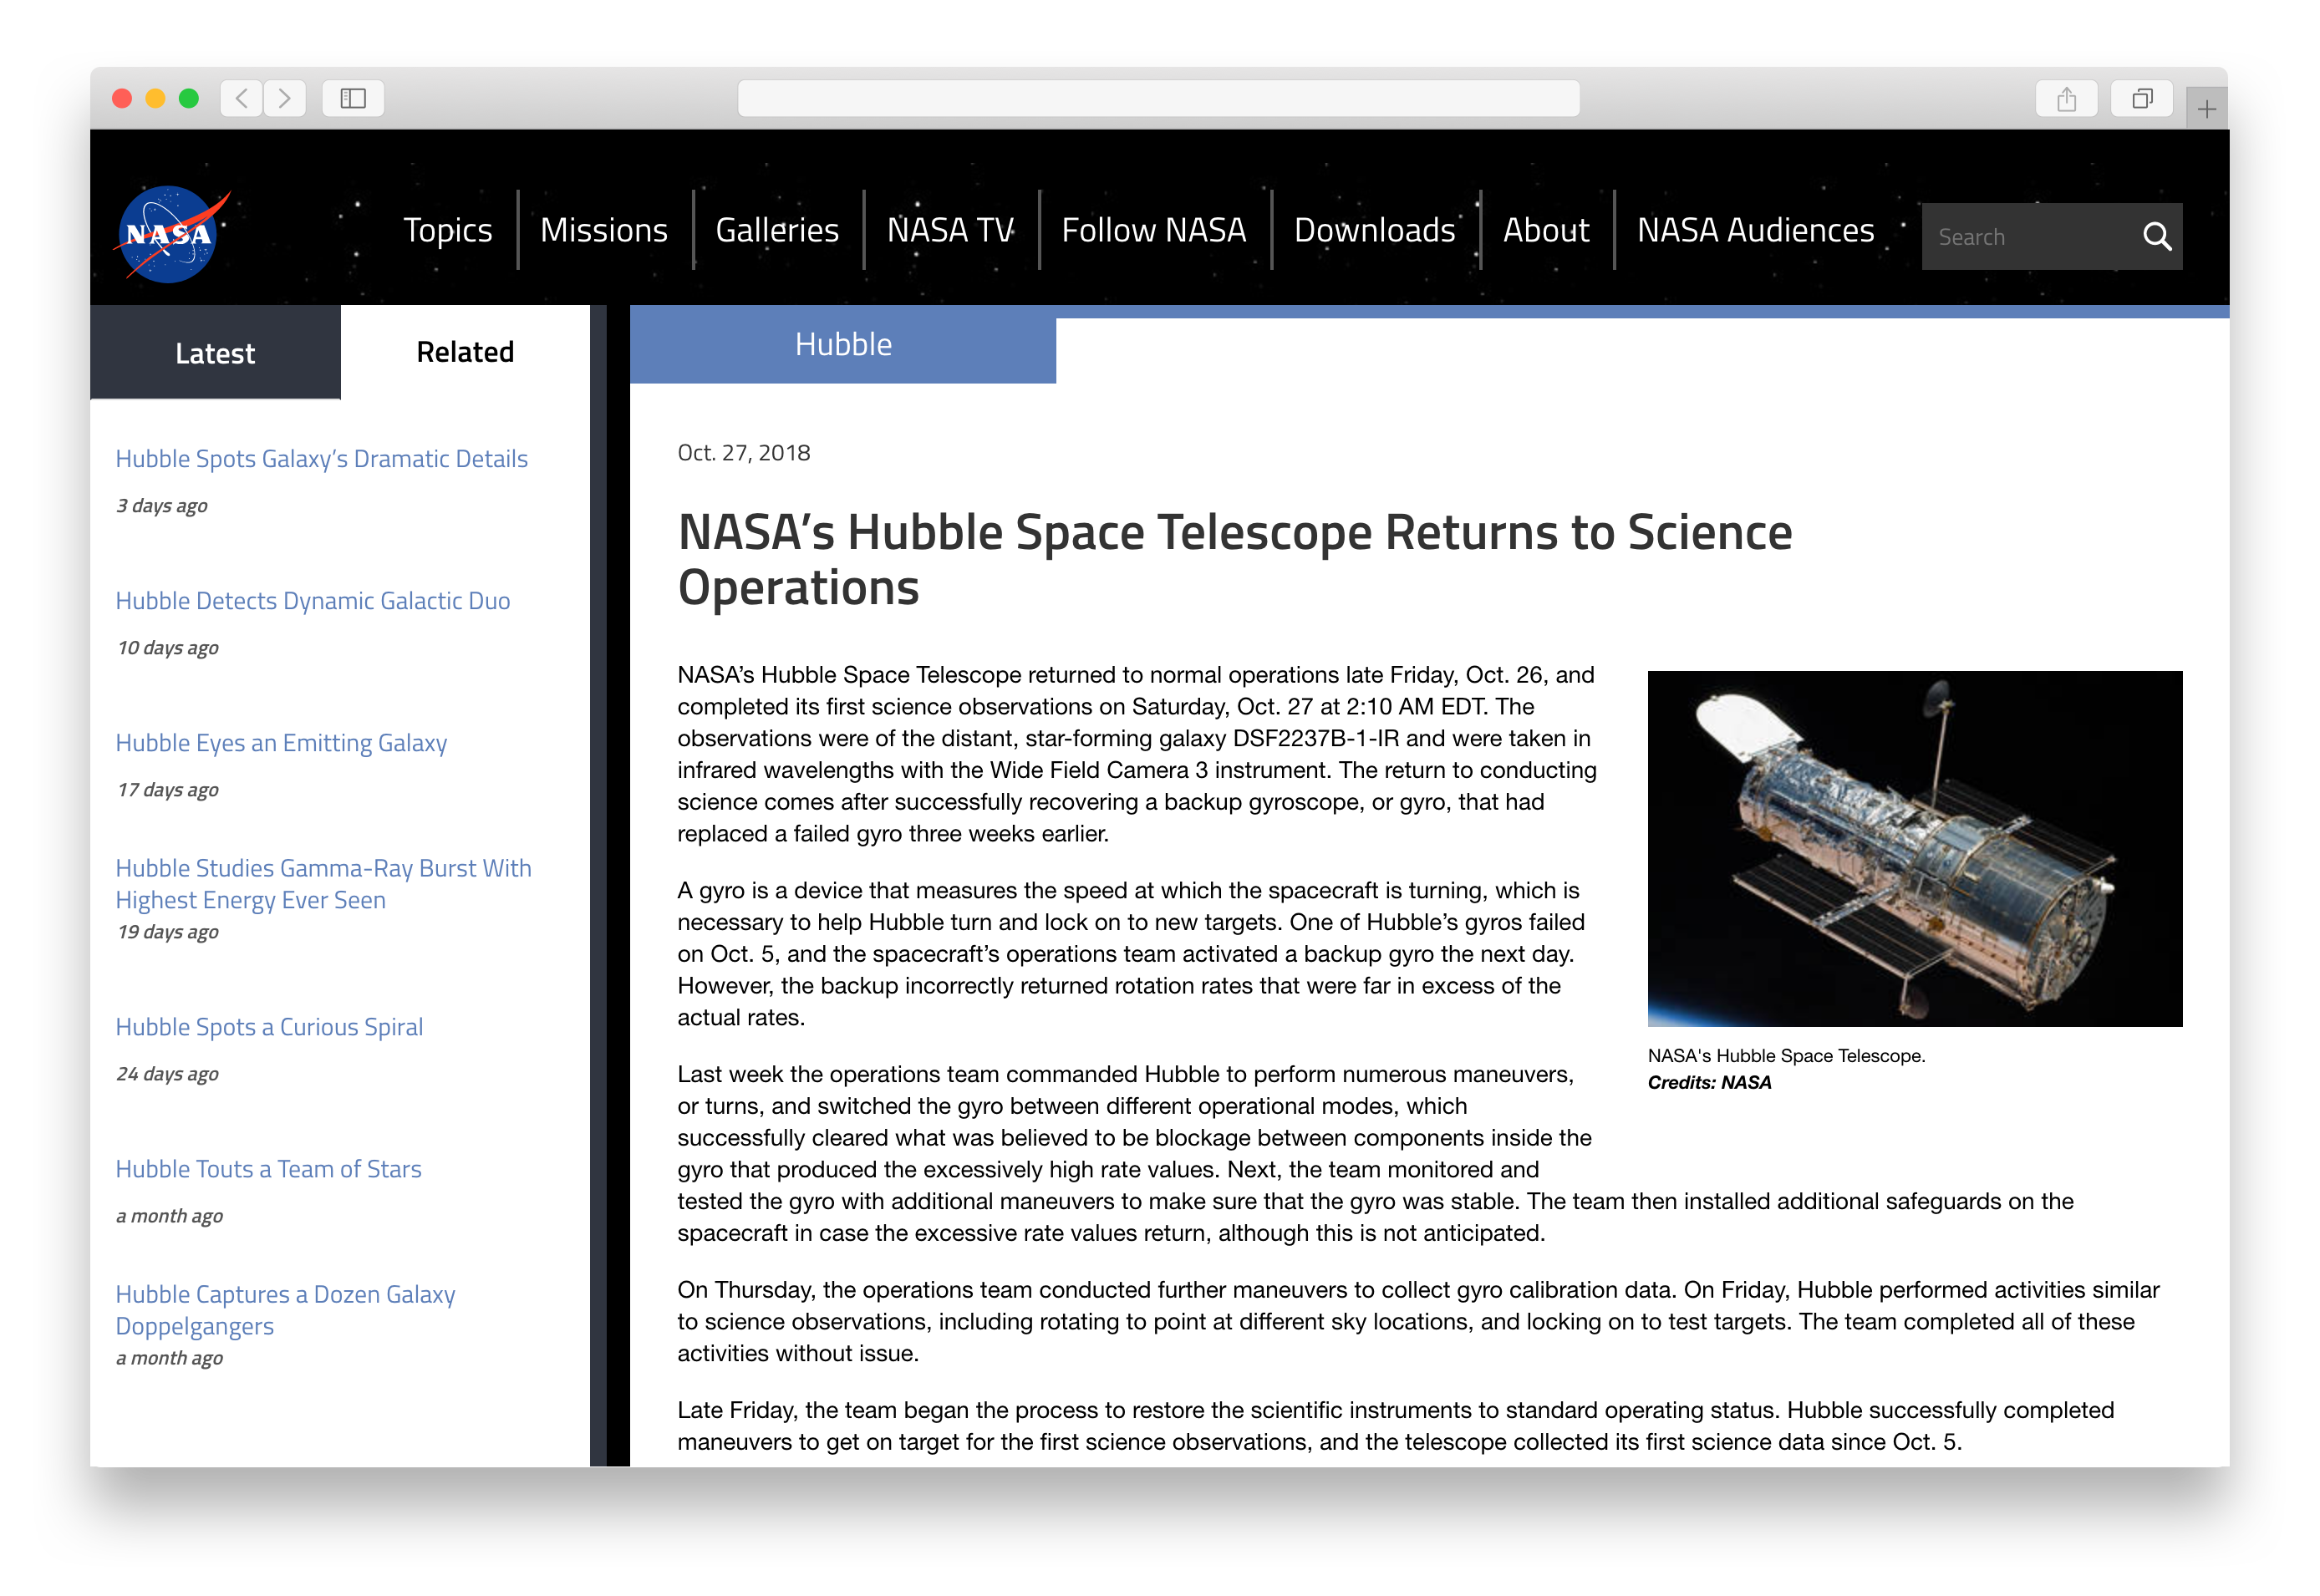 NASA
Topics
Missions
Galleries
NASA TV
Follow NASA
Downloads
About
NASA Audiences
Search
Latest
Related
Hubble Spots Galaxy’s Dramatic Details
3 days ago
Hubble Detects Dynamic Galactic Duo
10 days ago
Hubble Eyes an Emitting Galaxy
17 days ago
Hubble Studies Gamma-Ray Burst With
Highest Energy Ever Seen
19 days ago
Hubble Spots a Curious Spiral
24 days ago
Hubble Touts a Team of Stars
a month ago
Hubble Captures a Dozen Galaxy
Doppelgangers
a month ago
Hubble
Oct. 27, 2018
NASA’s Hubble Space Telescope Returns to Science
Operations
NASA’s Hubble Space Telescope returned to normal operations late Friday, Oct. 26, and
completed its first science observations on Saturday, Oct. 27 at 2:10 AM EDT. The
observations were of the distant, star-forming galaxy DSF2237B-1-IR and were taken in
infrared wavelengths with the Wide Field Camera 3 instrument. The return to conducting
science comes after successfully recovering a backup gyroscope, or gyro, that had
replaced a failed gyro three weeks earlier.
A gyro is a device that measures the speed at which the spacecraft is turning, which is
necessary to help Hubble turn and lock on to new targets. One of Hubble’s gyros failed
on Oct. 5, and the spacecraft’s operations team activated a backup gyro the next day.
However, the backup incorrectly returned rotation rates that were far in excess of the
actual rates.
Last week the operations team commanded Hubble to perform numerous maneuvers,
or turns, and switched the gyro between different operational modes, which
successfully cleared what was believed to be blockage between components inside the
gyro that produced the excessively high rate values. Next, the team monitored and
tested the gyro with additional maneuvers to make sure that the gyro was stable. The team then installed additional safeguards on the
spacecraft in case the excessive rate values return, although this is not anticipated.
On Thursday, the operations team conducted further maneuvers to collect gyro calibration data. On Friday, Hubble performed activities similar
to science observations, including rotating to point at different sky locations, and locking on to test targets. The team completed all of these
activities without issue.
Late Friday, the team began the process to restore the scientific instruments to standard operating status. Hubble successfully completed
maneuvers to get on target for the first science observations, and the telescope collected its first science data since Oct. 5.
NASA's Hubble Space Telescope.
Credits: NASA